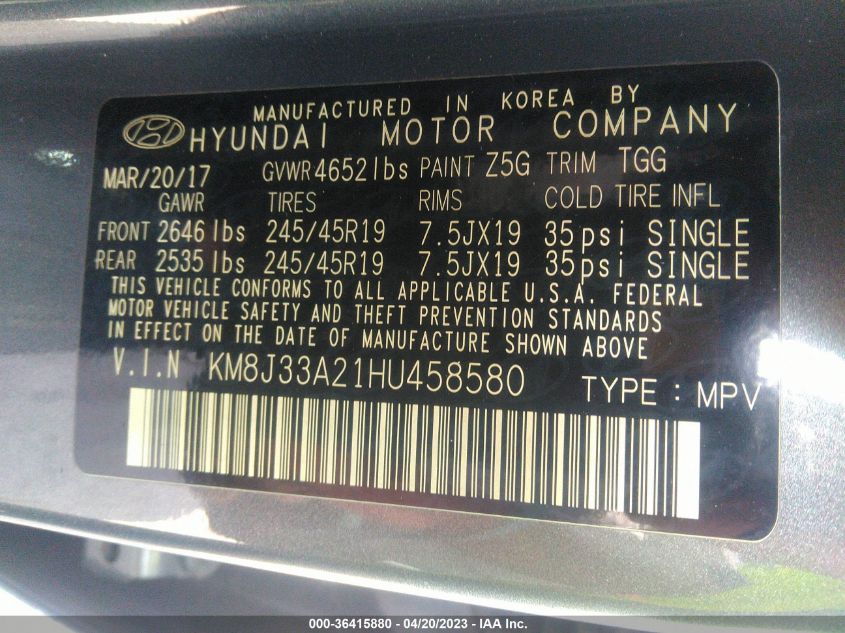 MANUFACTURED IN KOREA BY
HYUNDAI MOTOR COMPANY
MAR/20/17 GVWR4652lbs PAINT Z5G TRIM TGG
GAWR TIRES RIMS COLD TIRE INFL
FRONT 2646 lbs 245/45R19 7.5JX19 35psi SINGLE
REAR 2535 lbs 245/45R19 7.5JX19 35psi SINGLE
THIS VEHICLE CONFORMS TO ALL APPLICABLE U.S.A. FEDERAL
MOTOR VEHICLE SAFETY AND THEFT PREVENTION STANDARDS
IN EFFECT ON THE DATE OF MANUFACTURE SHOWN ABOVE
V.I.N KM8J33A21HU458580 TYPE : MPV
000-36415880 - 04/20/2023 - IAA Inc.